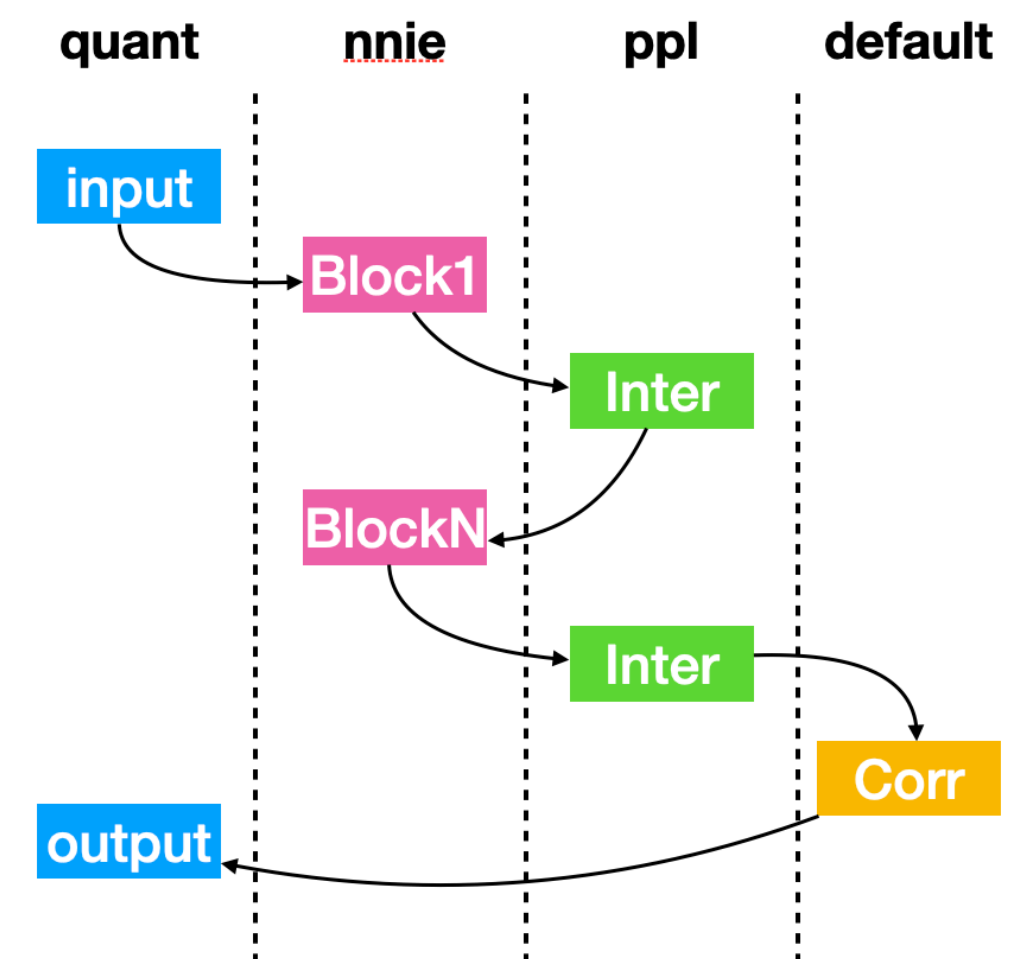 quant nnie ppl default
input
Block1
Inter
BlockN
Inter
Corr
output